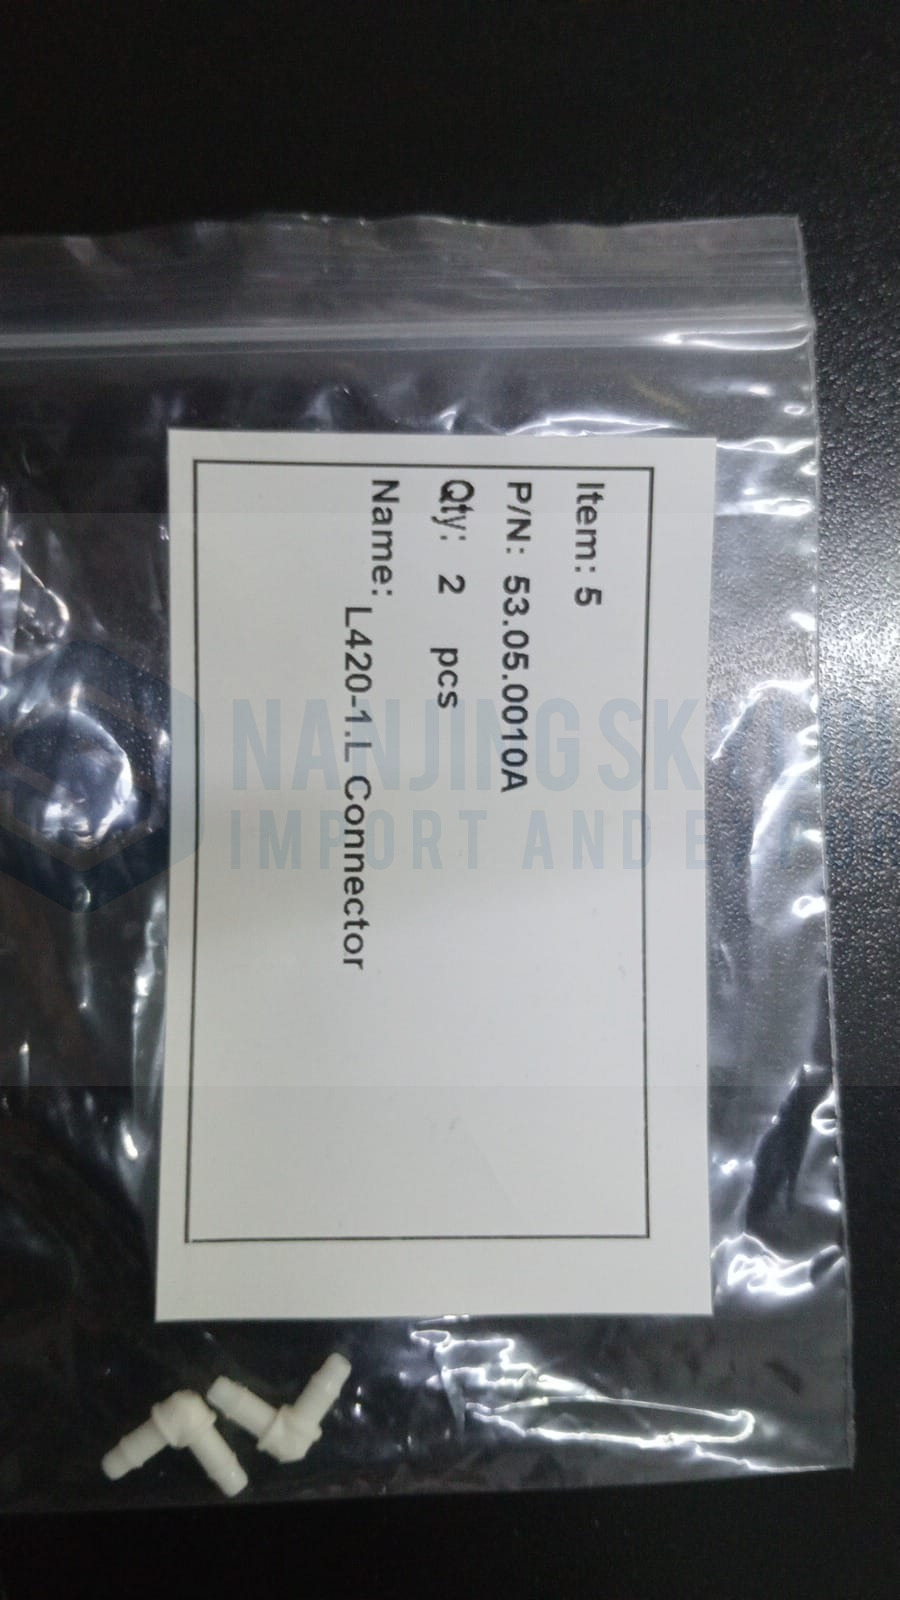 Item: 5
P/N: 53.05.0010A
Qty: 2 pcs
Name: L420-1.L Connector
NANJING SK
IMPORT AND E